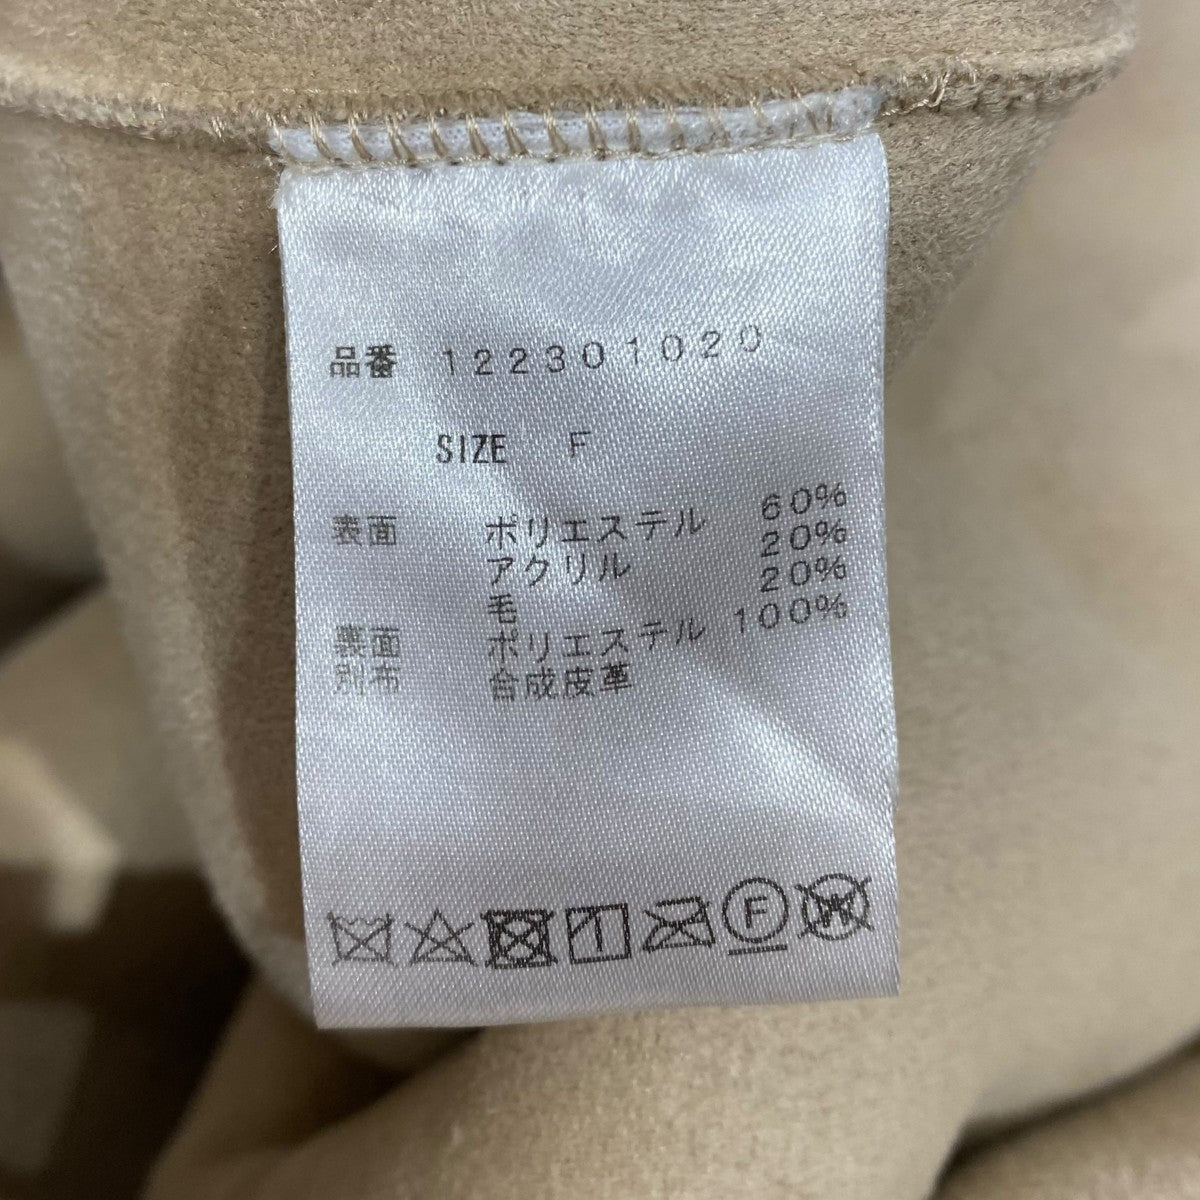 品番 122301020
SIZE F
表面 ポリエステル 60%
アクリル 20%
毛 20%
裏面 ポリエステル 100%
別布 合成皮革
F
W